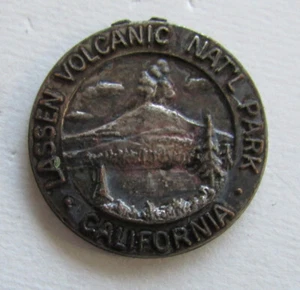 LASSEN VOLCANIC NAT'L PARK
· CALIFORNIA ·